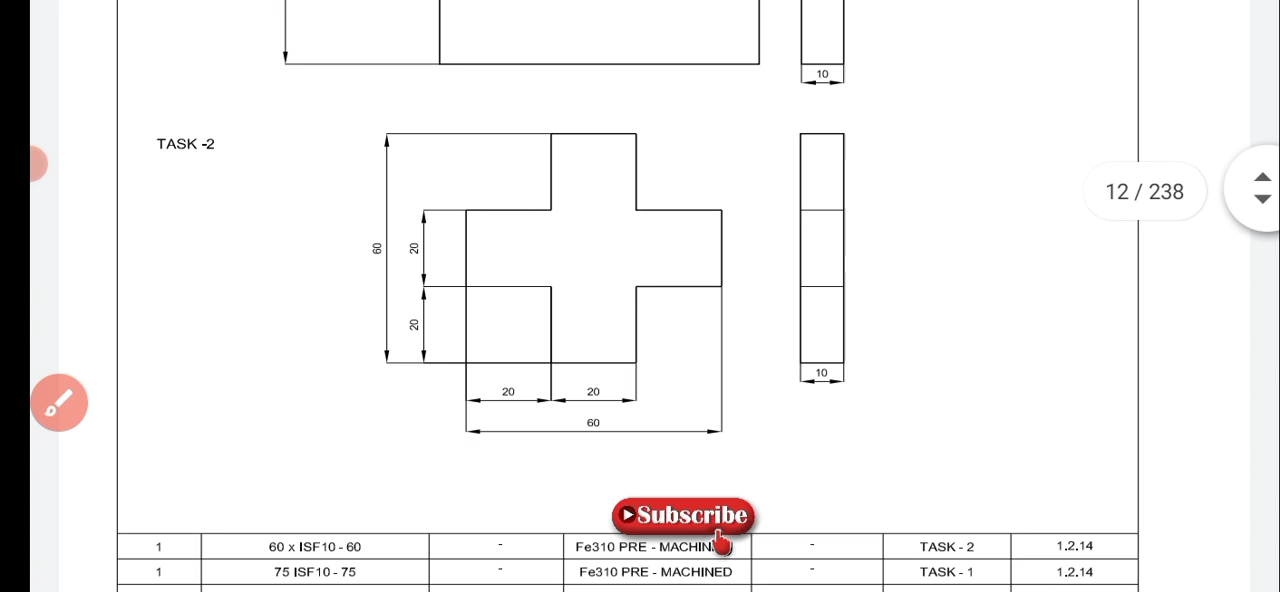 10
TASK -2
12 / 238
60
20
20
10
20
20
60
Subscribe
1 60 x ISF10 - 60 - Fe310 PRE - - TASK - 2 1.2.14
1 75 ISF10 - 75 - Fe310 PRE - MACHINED - TASK - 1 1.2.14